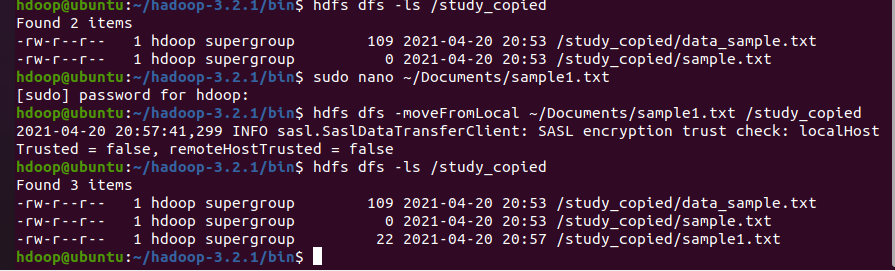 hdoop@ubuntu:~/hadoop-3.2.1/bin$ hdfs dfs -ls /study_copied
Found 2 items
-rw-r--r--   1 hdoop supergroup        109 2021-04-20 20:53 /study_copied/data_sample.txt
-rw-r--r--   1 hdoop supergroup          0 2021-04-20 20:53 /study_copied/sample.txt
hdoop@ubuntu:~/hadoop-3.2.1/bin$ sudo nano ~/Documents/sample1.txt
[sudo] password for hdoop:
hdoop@ubuntu:~/hadoop-3.2.1/bin$ hdfs dfs -moveFromLocal ~/Documents/sample1.txt /study_copied
2021-04-20 20:57:41,299 INFO sasl.SaslDataTransferClient: SASL encryption trust check: localHost
Trusted = false, remoteHostTrusted = false
hdoop@ubuntu:~/hadoop-3.2.1/bin$ hdfs dfs -ls /study_copied
Found 3 items
-rw-r--r--   1 hdoop supergroup        109 2021-04-20 20:53 /study_copied/data_sample.txt
-rw-r--r--   1 hdoop supergroup          0 2021-04-20 20:53 /study_copied/sample.txt
-rw-r--r--   1 hdoop supergroup         22 2021-04-20 20:57 /study_copied/sample1.txt
hdoop@ubuntu:~/hadoop-3.2.1/bin$